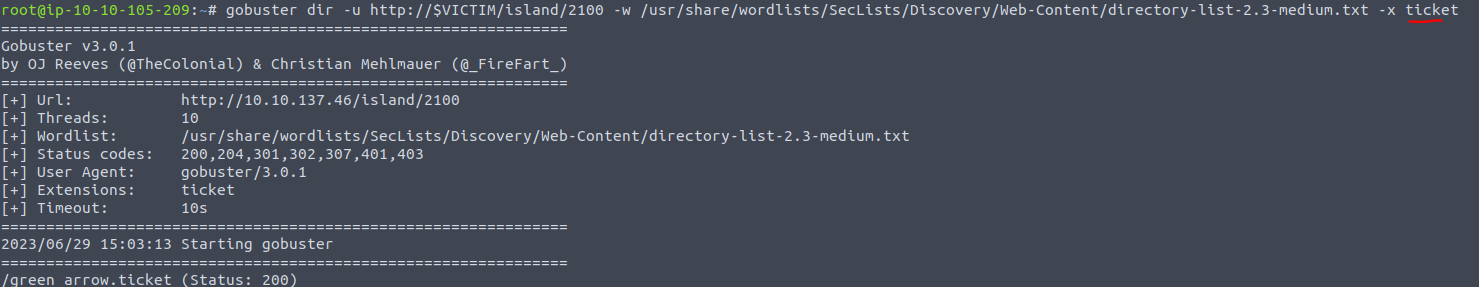 root@ip-10-10-105-209:~# gobuster dir -u http://$VICTIM/island/2100 -w /usr/share/wordlists/SecLists/Discovery/Web-Content/directory-list-2.3-medium.txt -x ticket
===============================================================
Gobuster v3.0.1
by OJ Reeves (@TheColonial) & Christian Mehlmauer (@_FireFart_)
===============================================================
[+] Url:            http://10.10.137.46/island/2100
[+] Threads:        10
[+] Wordlist:       /usr/share/wordlists/SecLists/Discovery/Web-Content/directory-list-2.3-medium.txt
[+] Status codes:   200,204,301,302,307,401,403
[+] User Agent:     gobuster/3.0.1
[+] Extensions:     ticket
[+] Timeout:        10s
===============================================================
2023/06/29 15:03:13 Starting gobuster
===============================================================
/green_arrow.ticket (Status: 200)